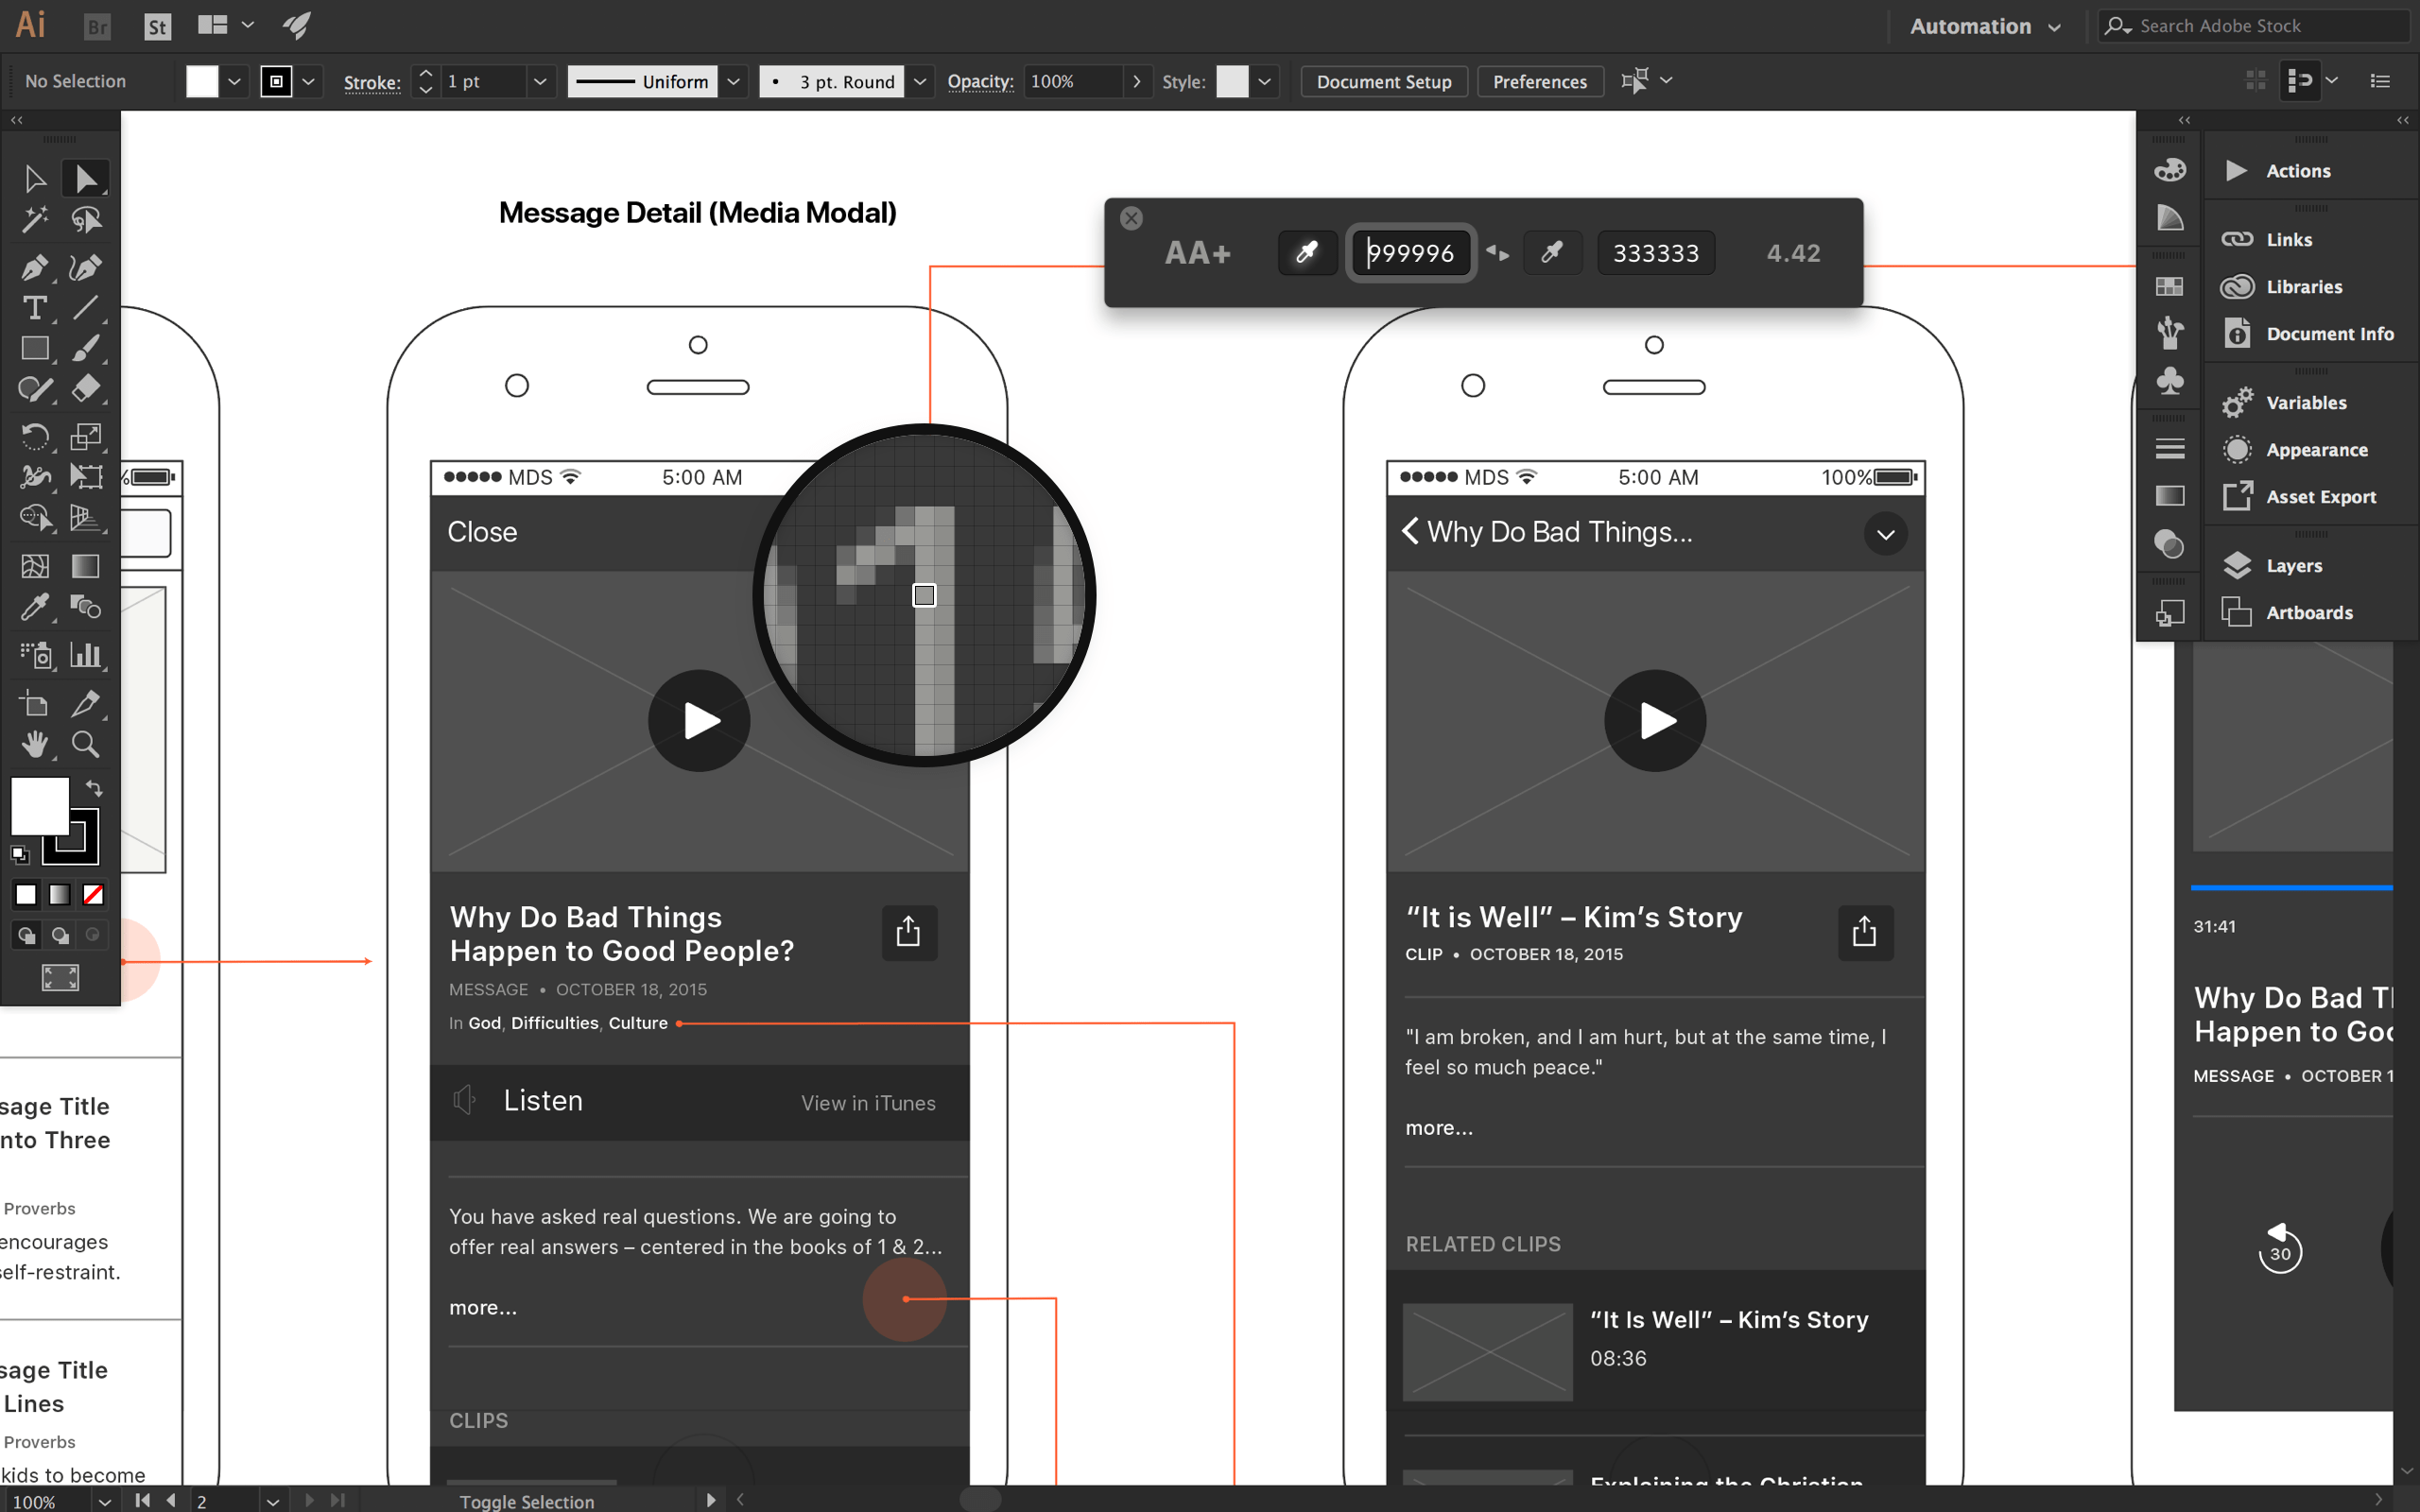 Ai Br St Automation Search Adobe Stock
No Selection Stroke: 1 pt Uniform 3 pt. Round Opacity: 100% Style: Document Setup Preferences
Message Detail (Media Modal)
AA+ 999996 333333 4.42
Actions
Links
Libraries
Document Info
Variables
Appearance
Asset Export
Layers
Artboards
%
sage Title
nto Three
Proverbs
encourages
self-restraint.
sage Title
Lines
Proverbs
kids to become
MDS 5:00 AM
Close
Why Do Bad Things
Happen to Good People?
MESSAGE • OCTOBER 18, 2015
In God, Difficulties, Culture
Listen View in iTunes
You have asked real questions. We are going to
offer real answers – centered in the books of 1 & 2...
more...
CLIPS
MDS 5:00 AM 100%
Why Do Bad Things...
“It is Well” – Kim’s Story
CLIP • OCTOBER 18, 2015
"I am broken, and I am hurt, but at the same time, I
feel so much peace."
more...
RELATED CLIPS
“It Is Well” – Kim’s Story
08:36
Explaining the Christian
31:41
Why Do Bad Tl
Happen to Goo
MESSAGE • OCTOBER 1
30
100% 2 Toggle Selection